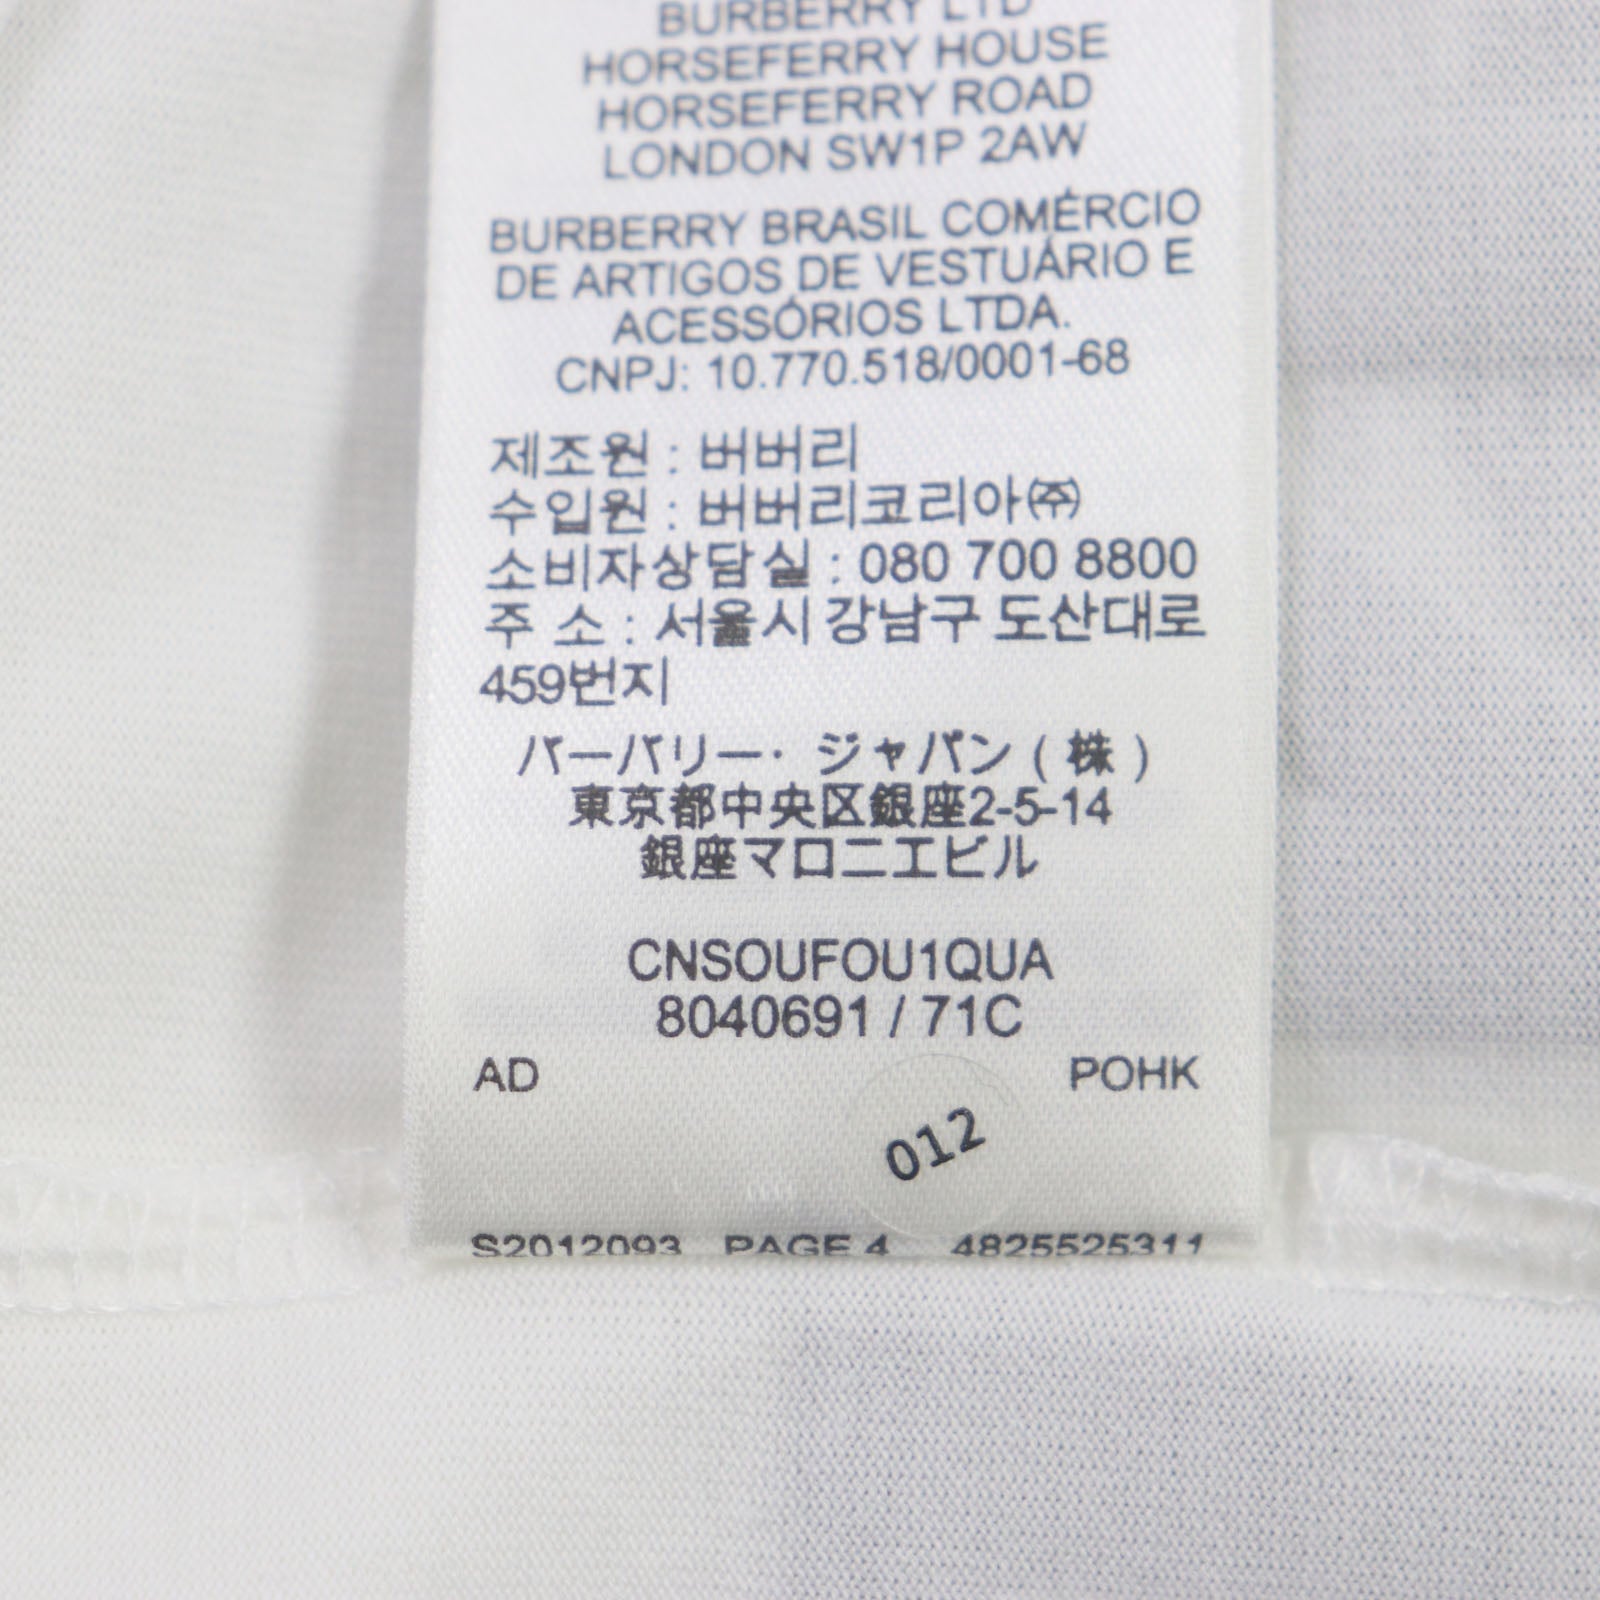 BURBERRY LTD
HORSEFERRY HOUSE
HORSEFERRY ROAD
LONDON SW1P 2AW
BURBERRY BRASIL COMÉRCIO
DE ARTIGOS DE VESTUÁRIO E
ACESSÓRIOS LTDA.
CNPJ: 10.770.518/0001-68
제조원 : 버버리
수입원 : 버버리코리아㈜
소비자상담실 : 080 700 8800
주 소 : 서울시 강남구 도산대로
459번지
バーバリー・ジャパン ( 株 )
東京都中央区銀座2-5-14
銀座マロニエビル
CNSOUFOU1QUA
8040691 / 71C
AD POHK
012
S2012093 PAGE 4 4825525311